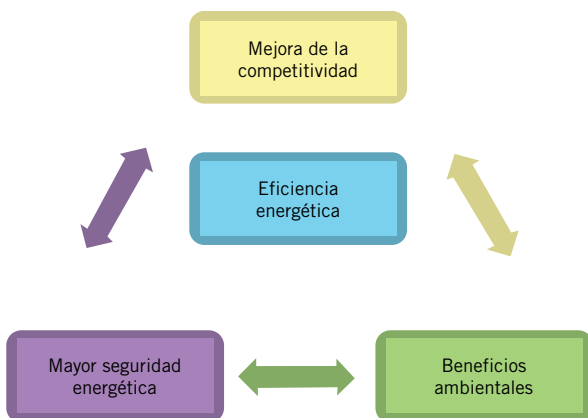 Mejora de la
competitividad
Eficiencia
energética
Mayor seguridad
energética
Beneficios
ambientales